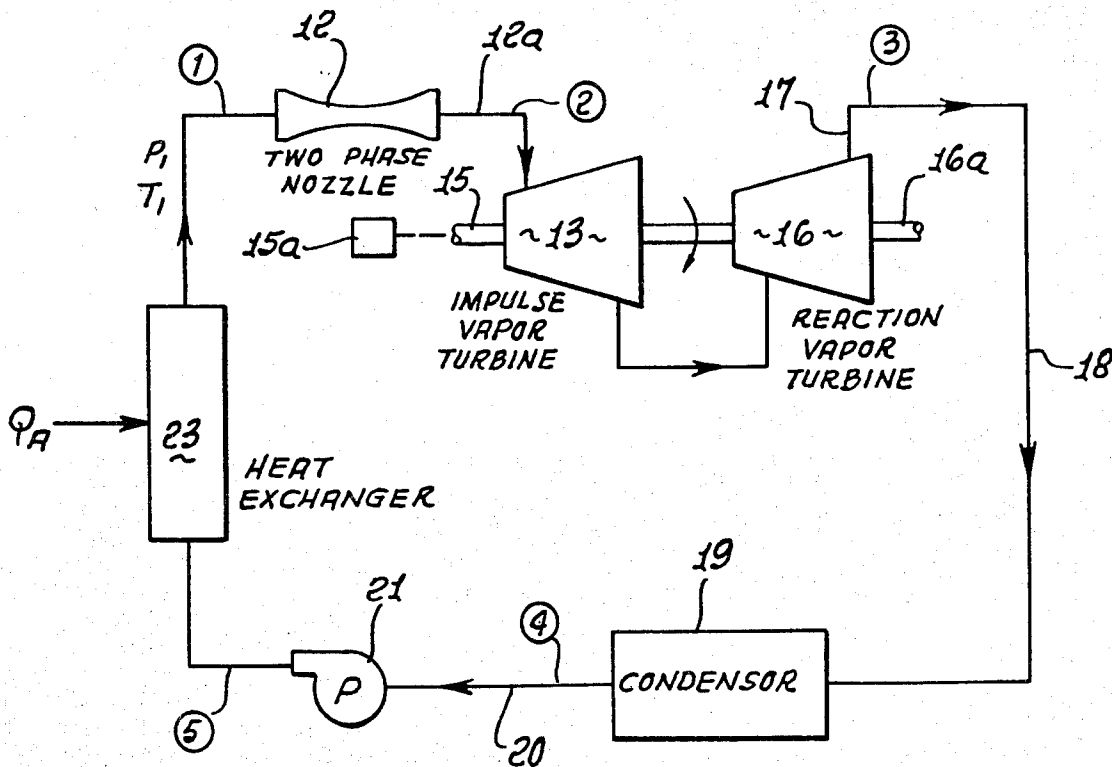 12
12a
①
②
③
17
P₁
T₁
TWO PHASE
NOZZLE
15
16a
15a
~13~
~16~
IMPULSE
VAPOR
TURBINE
REACTION
VAPOR
TURBINE
18
Q_A
23
~
HEAT
EXCHANGER
21
19
④
P
CONDENSOR
⑤
20